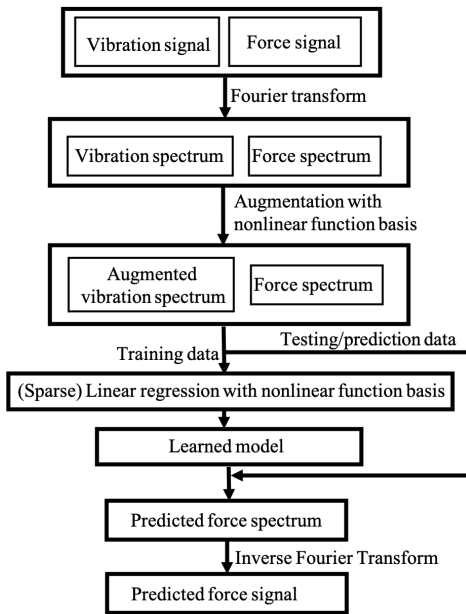 Vibration signal
Force signal
Fourier transform
Vibration spectrum
Force spectrum
Augmentation with
nonlinear function basis
Augmented
vibration spectrum
Force spectrum
Testing/prediction data
Training data
(Sparse) Linear regression with nonlinear function basis
Learned model
Predicted force spectrum
Inverse Fourier Transform
Predicted force signal